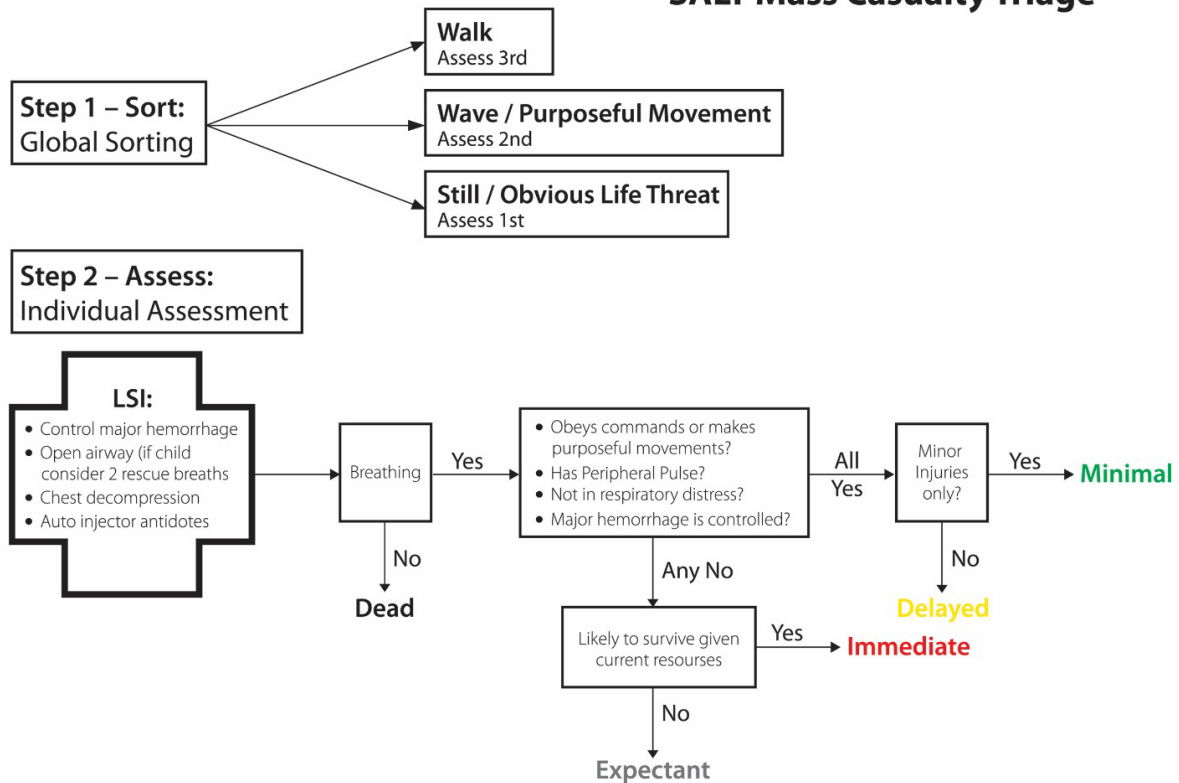 SALT Mass Casualty Triage
Walk
Assess 3rd
Step 1 – Sort:
Global Sorting
Wave / Purposeful Movement
Assess 2nd
Still / Obvious Life Threat
Assess 1st
Step 2 – Assess:
Individual Assessment
LSI:
• Control major hemorrhage
• Open airway (if child
consider 2 rescue breaths
• Chest decompression
• Auto injector antidotes
Breathing
Yes
No
Dead
• Obeys commands or makes
purposeful movements?
• Has Peripheral Pulse?
• Not in respiratory distress?
• Major hemorrhage is controlled?
All
Yes
Minor
Injuries
only?
Yes
Minimal
No
Delayed
Any No
Likely to survive given
current resourses
Yes
Immediate
No
Expectant